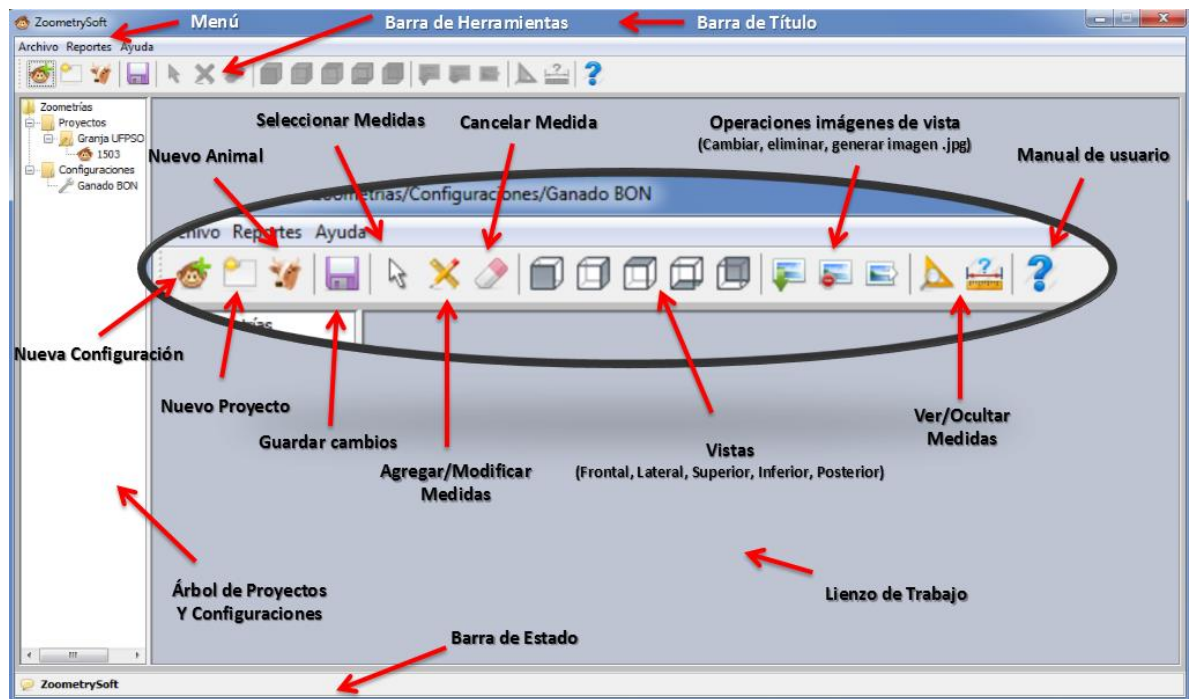 ZoometrySoft
Menú
Barra de Herramientas
Barra de Título
Archivo Reportes Ayuda
Zoometrías
Proyectos
Granja UFPSO
1503
Configuraciones
Ganado BON
Seleccionar Medidas
Cancelar Medida
Operaciones imágenes de vista
(Cambiar, eliminar, generar imagen .jpg)
Nuevo Animal
Manual de usuario
Zoometrías/Configuraciones/Ganado BON
Reportes Ayuda
Nueva Configuración
Nuevo Proyecto
Guardar cambios
Agregar/Modificar
Medidas
Vistas
(Frontal, Lateral, Superior, Inferior, Posterior)
Ver/Ocultar
Medidas
Árbol de Proyectos
Y Configuraciones
Lienzo de Trabajo
Barra de Estado
ZoometrySoft